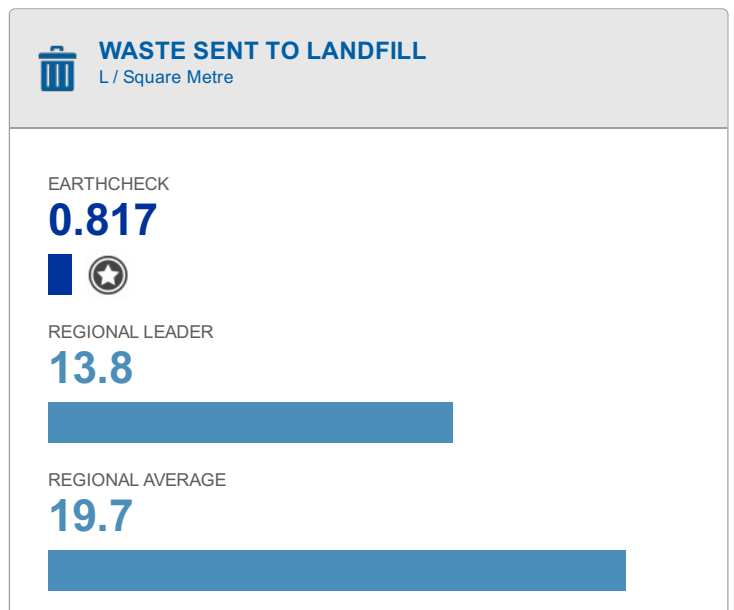 WASTE SENT TO LANDFILL
L / Square Metre
EARTHCHECK
0.817
REGIONAL LEADER
13.8
REGIONAL AVERAGE
19.7